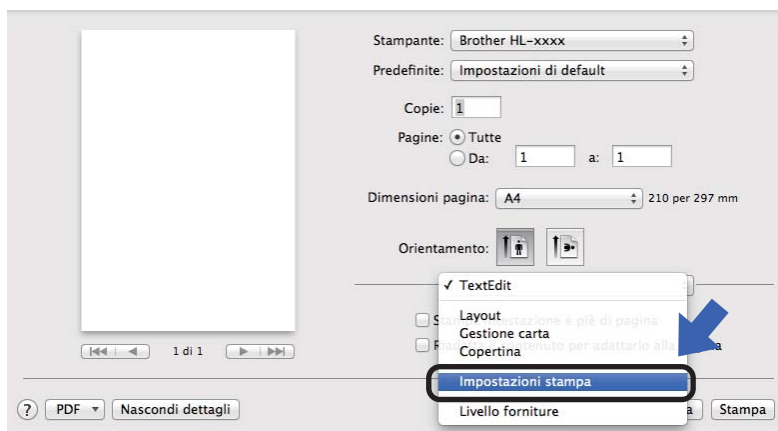 Stampante: Brother HL-xxxx
Predefinite: Impostazioni di default
Copie: 1
Pagine: Tutte
Da: 1 a: 1
Dimensioni pagina: A4 210 per 297 mm
Orientamento:
✓ TextEdit
Layout
Gestione carta
Copertina
Impostazioni stampa
Livello forniture
1 di 1
? PDF Nascondi dettagli Stampa